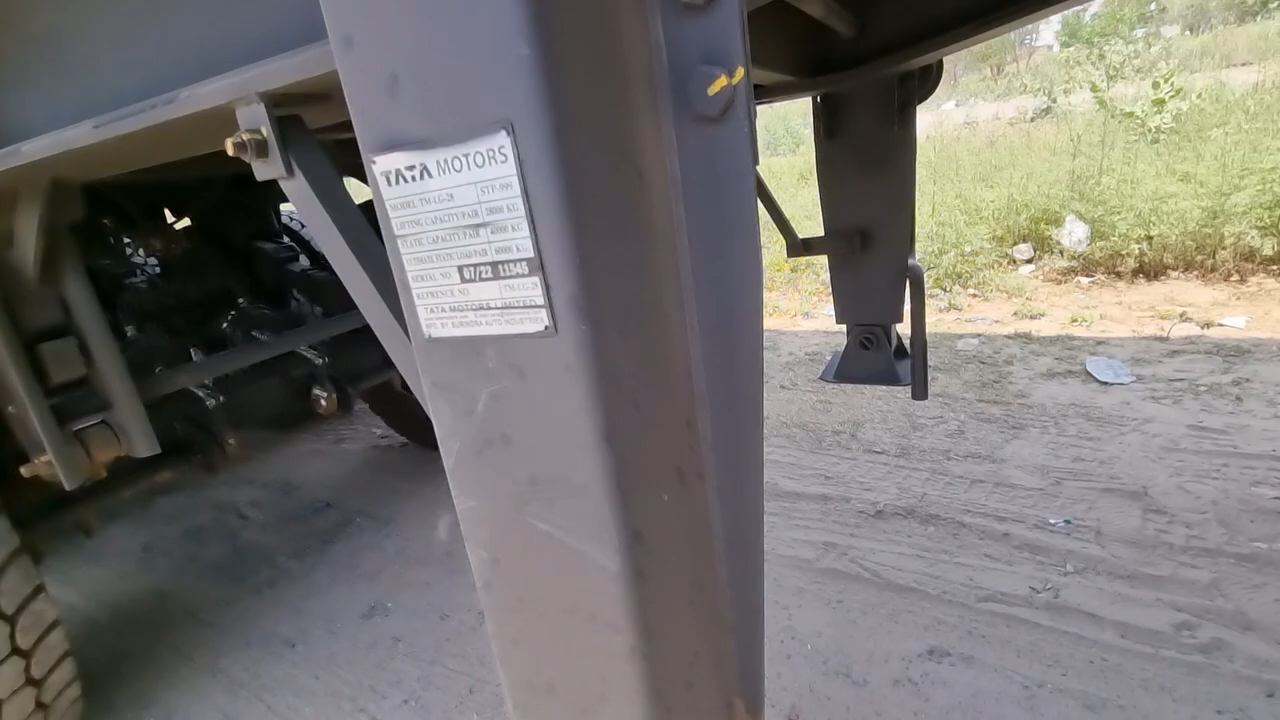 TATA MOTORS
MODEL TM-LG-28 STP-999
LIFTING CAPACITY/PAIR 28000 KG.
STATIC CAPACITY/PAIR 40000 KG
ULTIMATE STATIC LOAD/PAIR 60000 KG.
SERIAL NO. 07/22 11545
REFRENCE NO. TM-LG-28
TATA MOTORS LIMITED
MFG. BY: SURINDRA AUTO INDUSTRIES